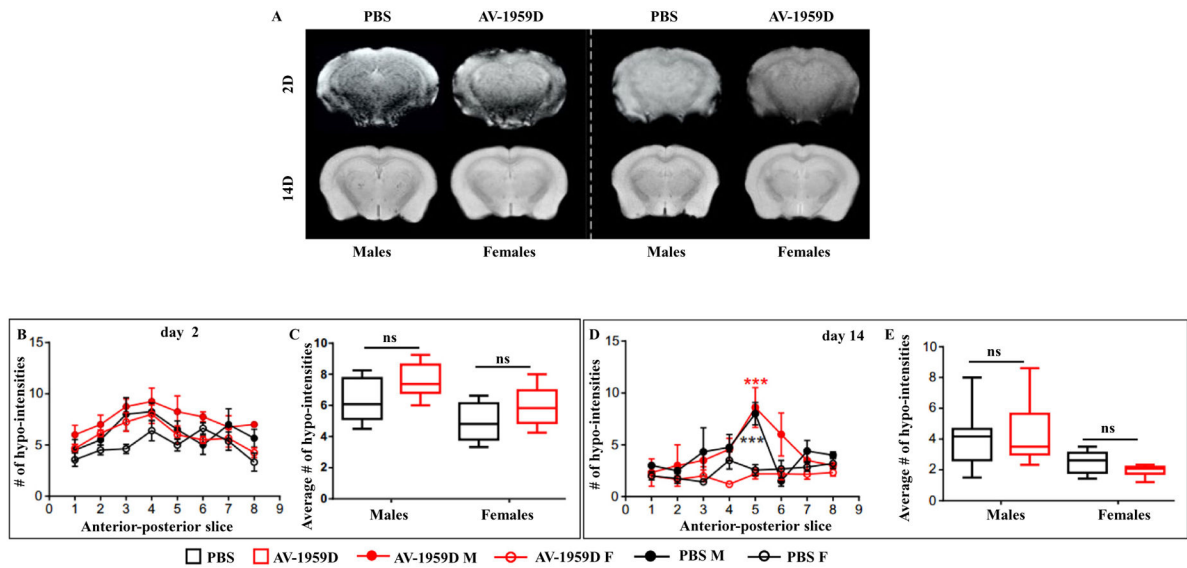 A PBS AV-1959D PBS AV-1959D
2D
14D
Males Females Males Females
B day 2
# of hypo-intensities
15
10
5
0
0 1 2 3 4 5 6 7 8 9
Anterior-posterior slice
C
Average # of hypo-intensities
10
8
6
4
2
0
ns
ns
Males Females
D day 14
# of hypo-intensities
15
10
5
0
***
***
0 1 2 3 4 5 6 7 8 9
Anterior-posterior slice
E
Average # of hypo-intensities
10
8
6
4
2
0
ns
ns
Males Females
PBS AV-1959D AV-1959D M AV-1959D F PBS M PBS F